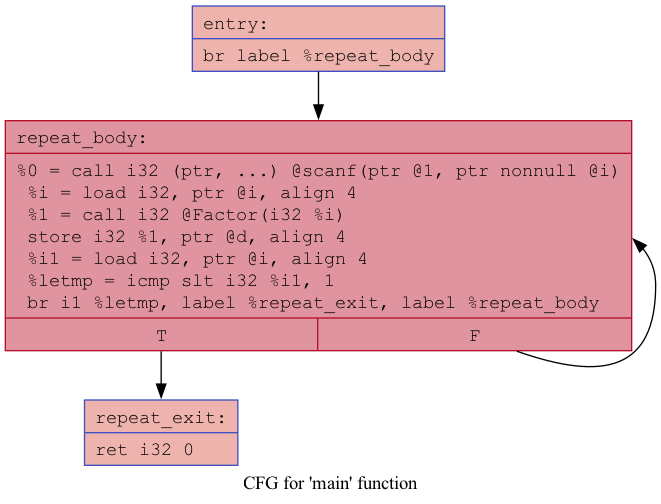 entry:
br label %repeat_body
repeat_body:
%0 = call i32 (ptr, ...) @scanf(ptr @1, ptr nonnull @i)
%i = load i32, ptr @i, align 4
%1 = call i32 @Factor(i32 %i)
store i32 %1, ptr @d, align 4
%i1 = load i32, ptr @i, align 4
%letmp = icmp slt i32 %i1, 1
br i1 %letmp, label %repeat_exit, label %repeat_body
T F
repeat_exit:
ret i32 0
CFG for 'main' function